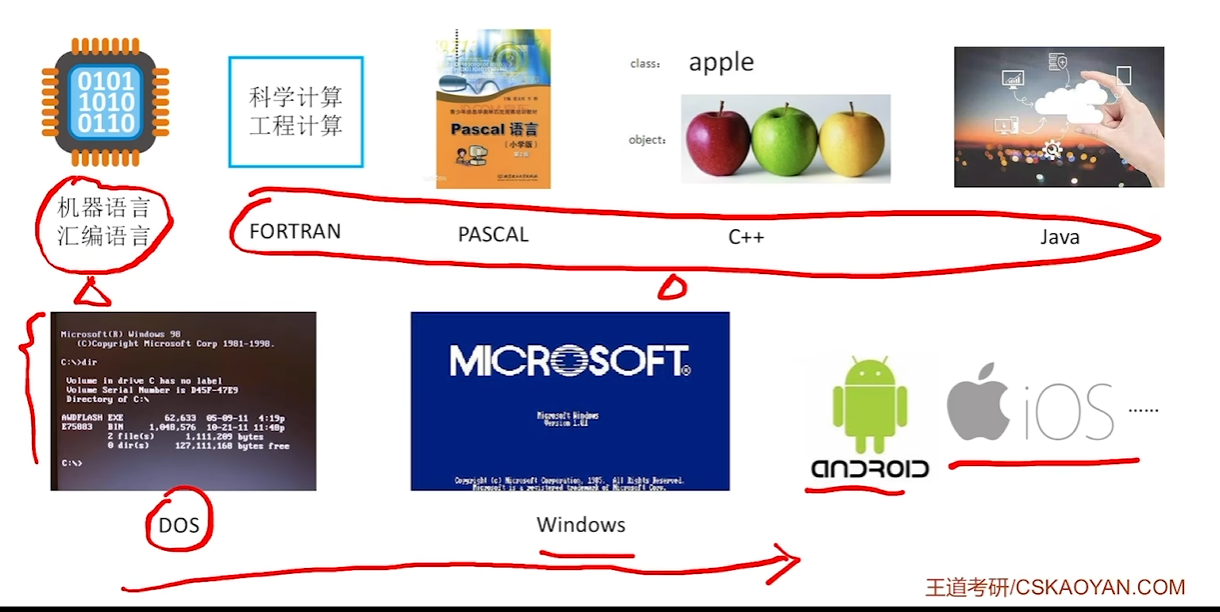 0101
1010
0110
科学计算
工程计算
Pascal 语言
(小学版)
class:
apple
object:
机器语言
汇编语言
FORTRAN
PASCAL
C++
Java
Microsoft(R) Windows 98
(C)Copyright Microsoft Corp 1981-1998.
C:\>dir
Volume in drive C has no label
Volume Serial Number is D45F-47E9
Directory of C:\
AWDFLASH EXE 62,633 05-09-11 4:19p
E75883 BIN 1,048,576 10-21-11 11:48p
2 file(s) 1,111,209 bytes
0 dir(s) 127,111,168 bytes free
C:\>
MICROSOFT®
Microsoft Windows
Version 1.01
Copyright (c) Microsoft Corporation, 1985. All Rights Reserved.
Microsoft is a registered trademark of Microsoft Corp.
ANDROID
iOS
......
DOS
Windows
王道考研/CSKAOYAN.COM